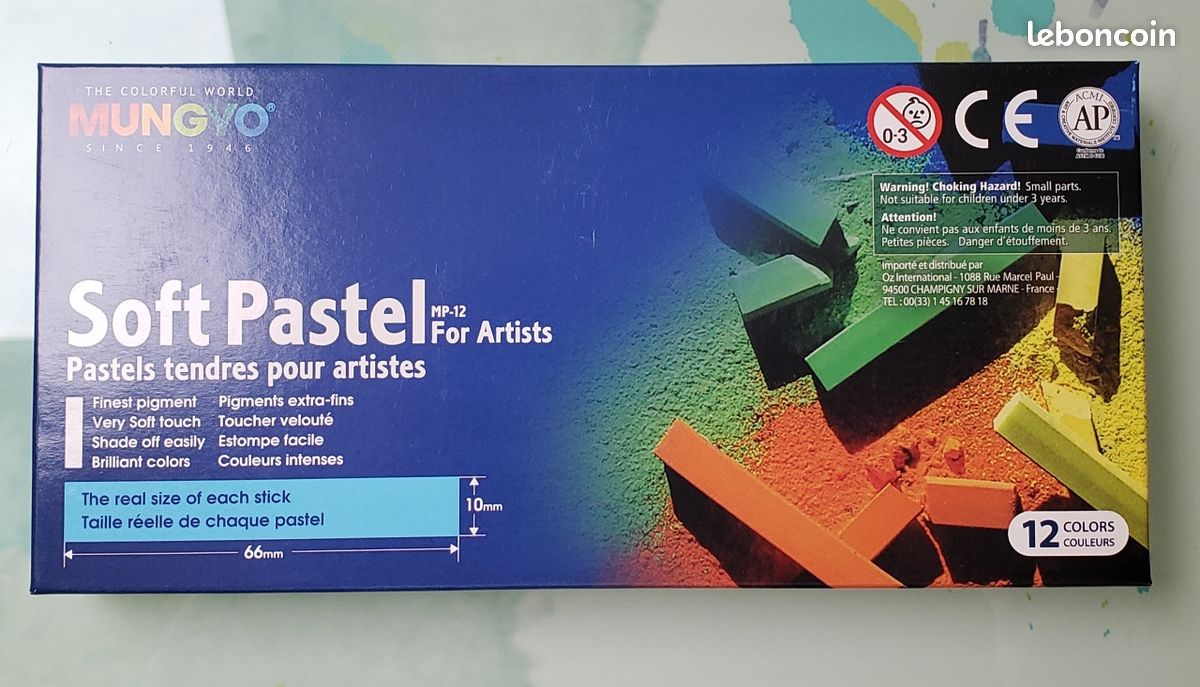 leboncoin
THE COLORFUL WORLD
MUNGYO®
SINCE 1946
0-3
CE
ACMI
AP
Warning! Choking Hazard! Small parts.
Not suitable for children under 3 years.
Attention!
Ne convient pas aux enfants de moins de 3 ans.
Petites pièces. Danger d'étouffement.
Importé et distribué par
Oz International - 1088 Rue Marcel Paul -
94500 CHAMPIGNY SUR MARNE - France -
TEL : 00(33) 1 45 16 78 18
Soft Pastel MP-12 For Artists
Pastels tendres pour artistes
Finest pigment Pigments extra-fins
Very Soft touch Toucher velouté
Shade off easily Estompe facile
Brilliant colors Couleurs intenses
The real size of each stick
Taille réelle de chaque pastel
10mm
66mm
12 COLORS
COULEURS